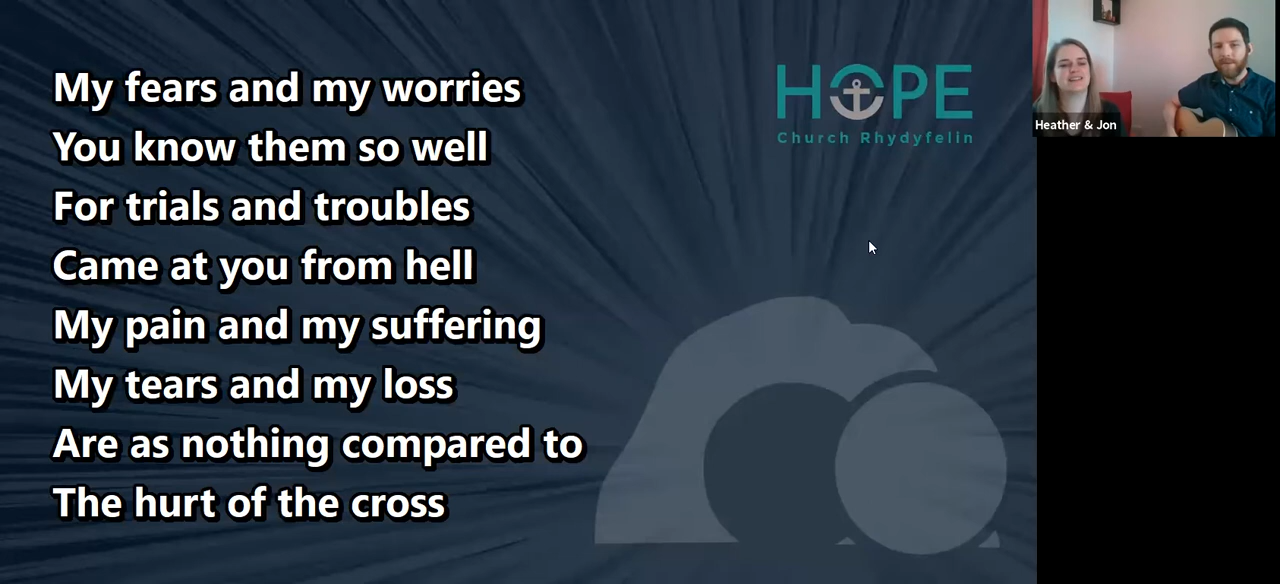 My fears and my worries
You know them so well
For trials and troubles
Came at you from hell
My pain and my suffering
My tears and my loss
Are as nothing compared to
The hurt of the cross
HOPE
Church Rhydyfelin
Heather & Jon